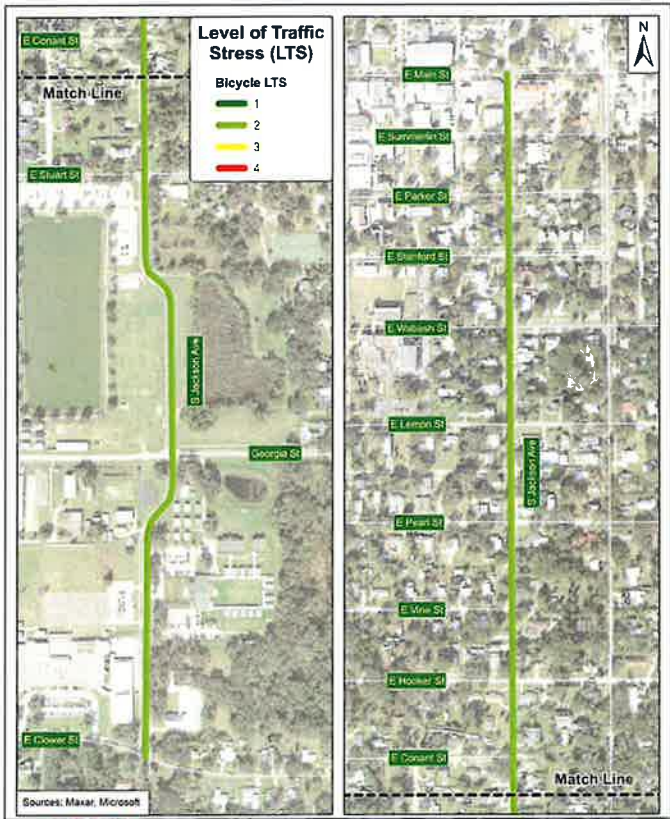 E Conant St
Match Line
E Stuart St
S Jackson Ave
Georgia St
E Clower St
Sources: Maxar, Microsoft
Level of Traffic
Stress (LTS)
Bicycle LTS
1
2
3
4
N
E Main St
E Summerlin St
E Parker St
E Stanford St
E Wabash St
E Lemon St
S Jackson Ave
E Pearl St
E Vine St
E Hooker St
E Conant St
Match Line